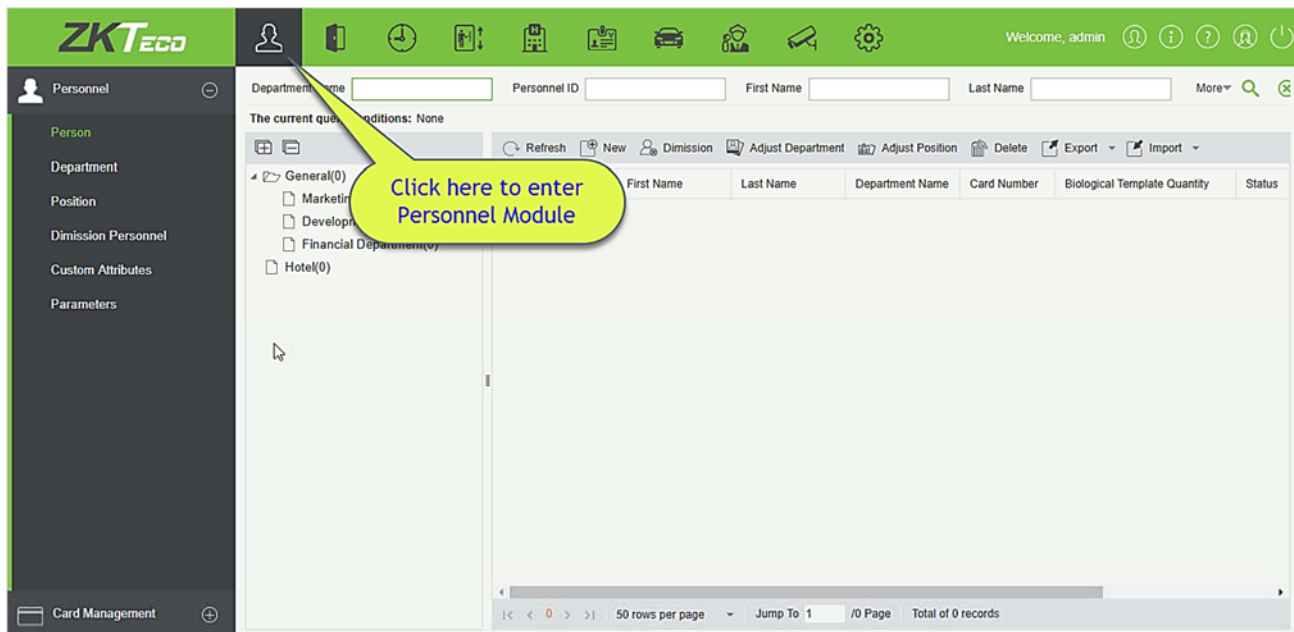 ZKTECO
Welcome, admin
Personnel
Person
Department
Position
Dimission Personnel
Custom Attributes
Parameters
Card Management
Department
Personnel ID
First Name
Last Name
More
The current
None
Refresh New Dimission Adjust Department Adjust Position Delete Export Import
General(0)
Financial
Hotel(0)
Click here to enter
Personnel Module
First Name Last Name Department Name Card Number Biological Template Quantity Status
0 50 rows per page Jump To 1 /0 Page Total of 0 records